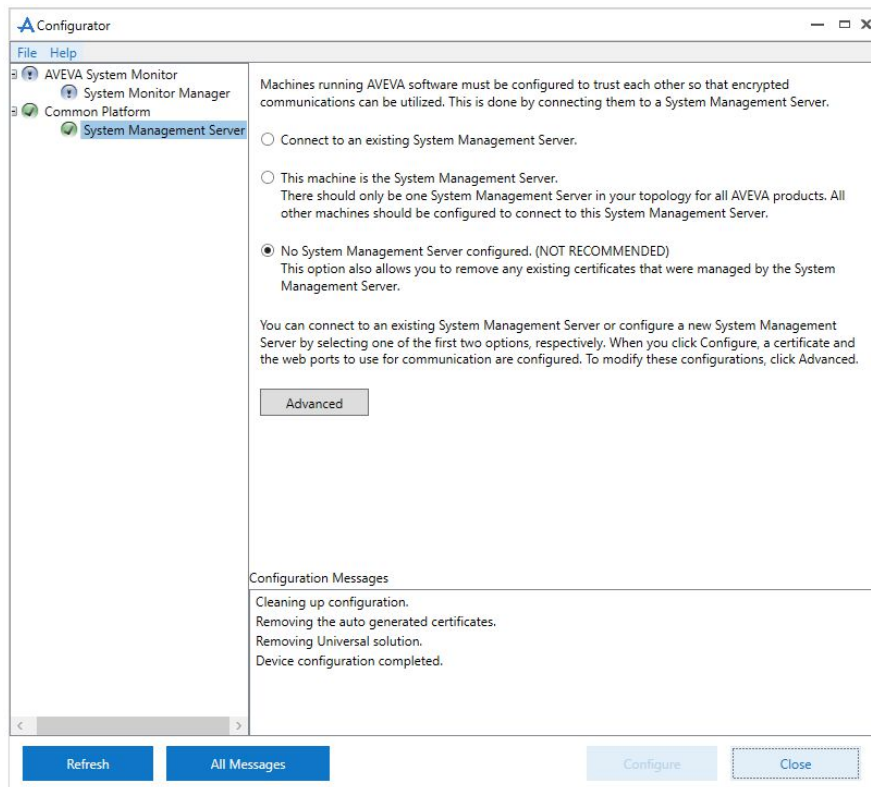 Configurator
File Help
AVEVA System Monitor
System Monitor Manager
Common Platform
System Management Server
Machines running AVEVA software must be configured to trust each other so that encrypted
communications can be utilized. This is done by connecting them to a System Management Server.
Connect to an existing System Management Server.
This machine is the System Management Server.
There should only be one System Management Server in your topology for all AVEVA products. All
other machines should be configured to connect to this System Management Server.
No System Management Server configured. (NOT RECOMMENDED)
This option also allows you to remove any existing certificates that were managed by the System
Management Server.
You can connect to an existing System Management Server or configure a new System Management
Server by selecting one of the first two options, respectively. When you click Configure, a certificate and
the web ports to use for communication are configured. To modify these configurations, click Advanced.
Advanced
Configuration Messages
Cleaning up configuration.
Removing the auto generated certificates.
Removing Universal solution.
Device configuration completed.
Refresh All Messages Configure Close